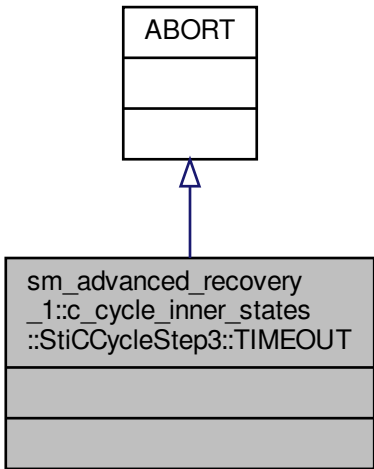 ABORT
sm_advanced_recovery
_1::c_cycle_inner_states
::StiCCycleStep3::TIMEOUT